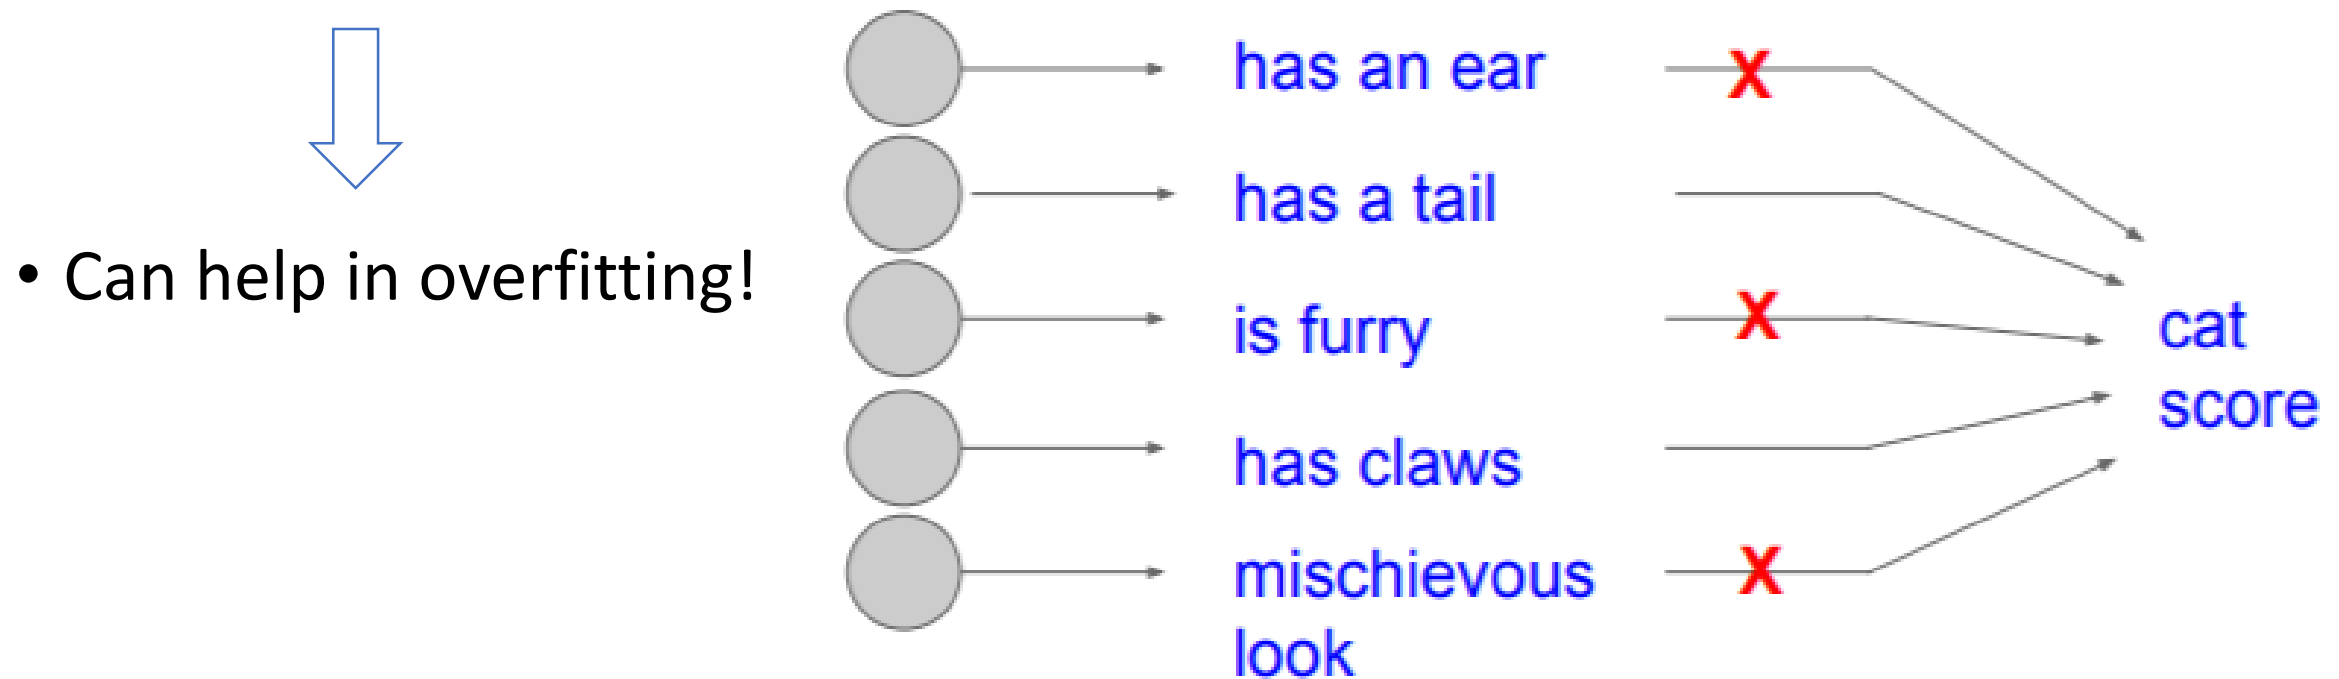 • Can help in overfitting!
has an ear
X
has a tail
is furry
X
has claws
mischievous
look
X
cat
score